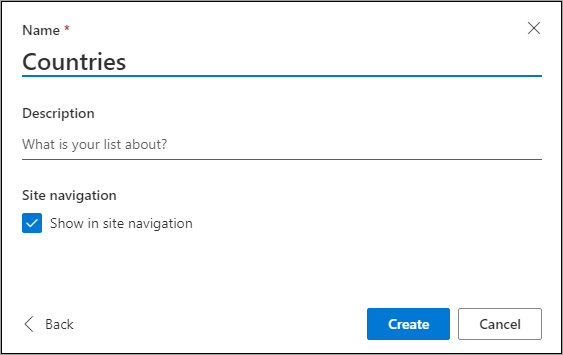 Name *
Countries
Description
What is your list about?
Site navigation
Show in site navigation
Back
Create
Cancel